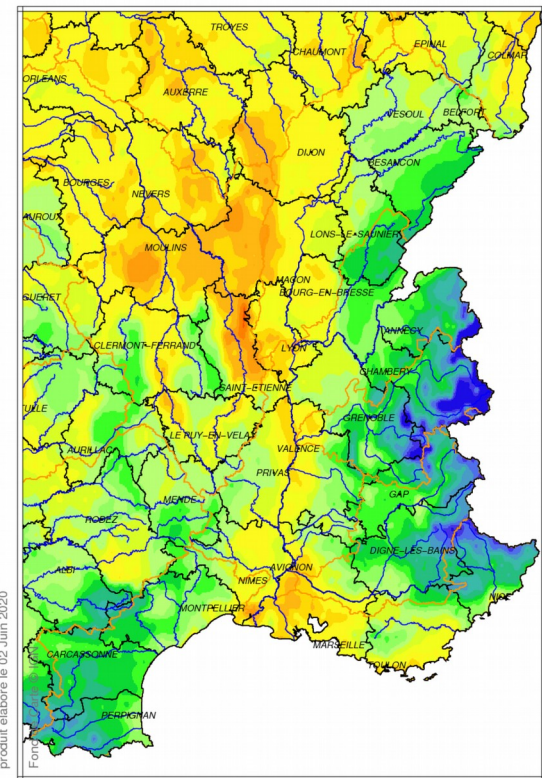 TROYES
CHAUMONT
EPINAL
COLMAR
ORLEANS
AUXERRE
VESOUL
BELFORT
DIJON
BESANCON
BOURGES
NEVERS
AUROUX
LONS-LE-SAUNIER
MOULINS
MACON
BOURG-EN-BRESSE
GUERET
ANNECY
CLERMONT-FERRAND
LYON
CHAMBERY
SAINT-ETIENNE
TULLE
GRENOBLE
LE PUY-EN-VELAY
AURILLAC
VALENCE
PRIVAS
GAP
MENDE
RODEZ
DIGNE-LES-BAINS
ALBI
AVIGNON
NIMES
NICE
MONTPELLIER
MARSEILLE
CARCASSONNE
TOULON
PERPIGNAN
produit elabore le 02 Juin 2020